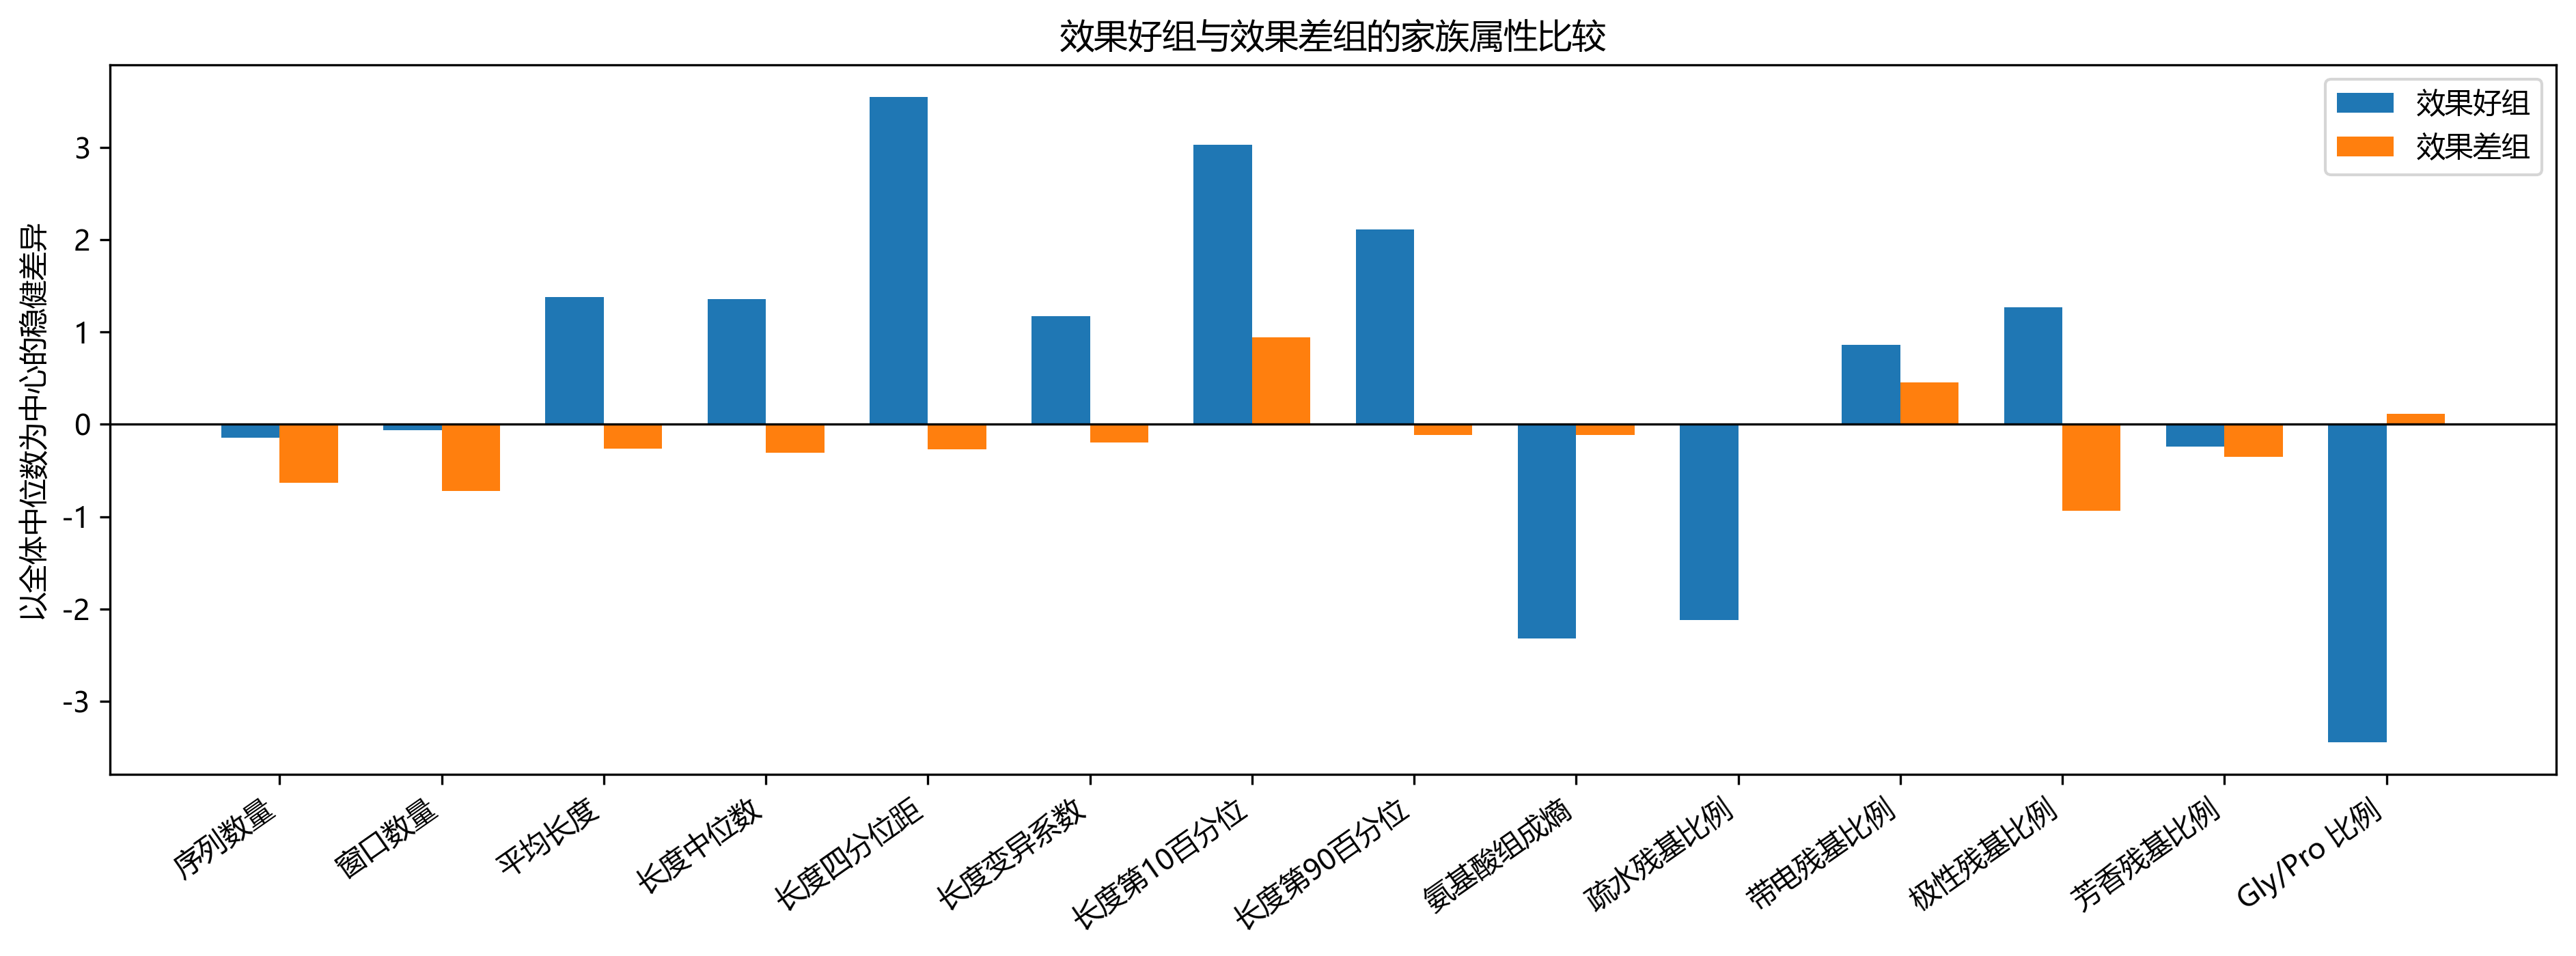 效果好组与效果差组的家族属性比较
效果好组
效果差组
以全体中位数为中心的稳健差异
3
2
1
0
-1
-2
-3
序列数量
窗口数量
平均长度
长度中位数
长度四分位距
长度变异系数
长度第10百分位
长度第90百分位
氨基酸组成熵
疏水残基比例
带电残基比例
极性残基比例
芳香残基比例
Gly/Pro 比例